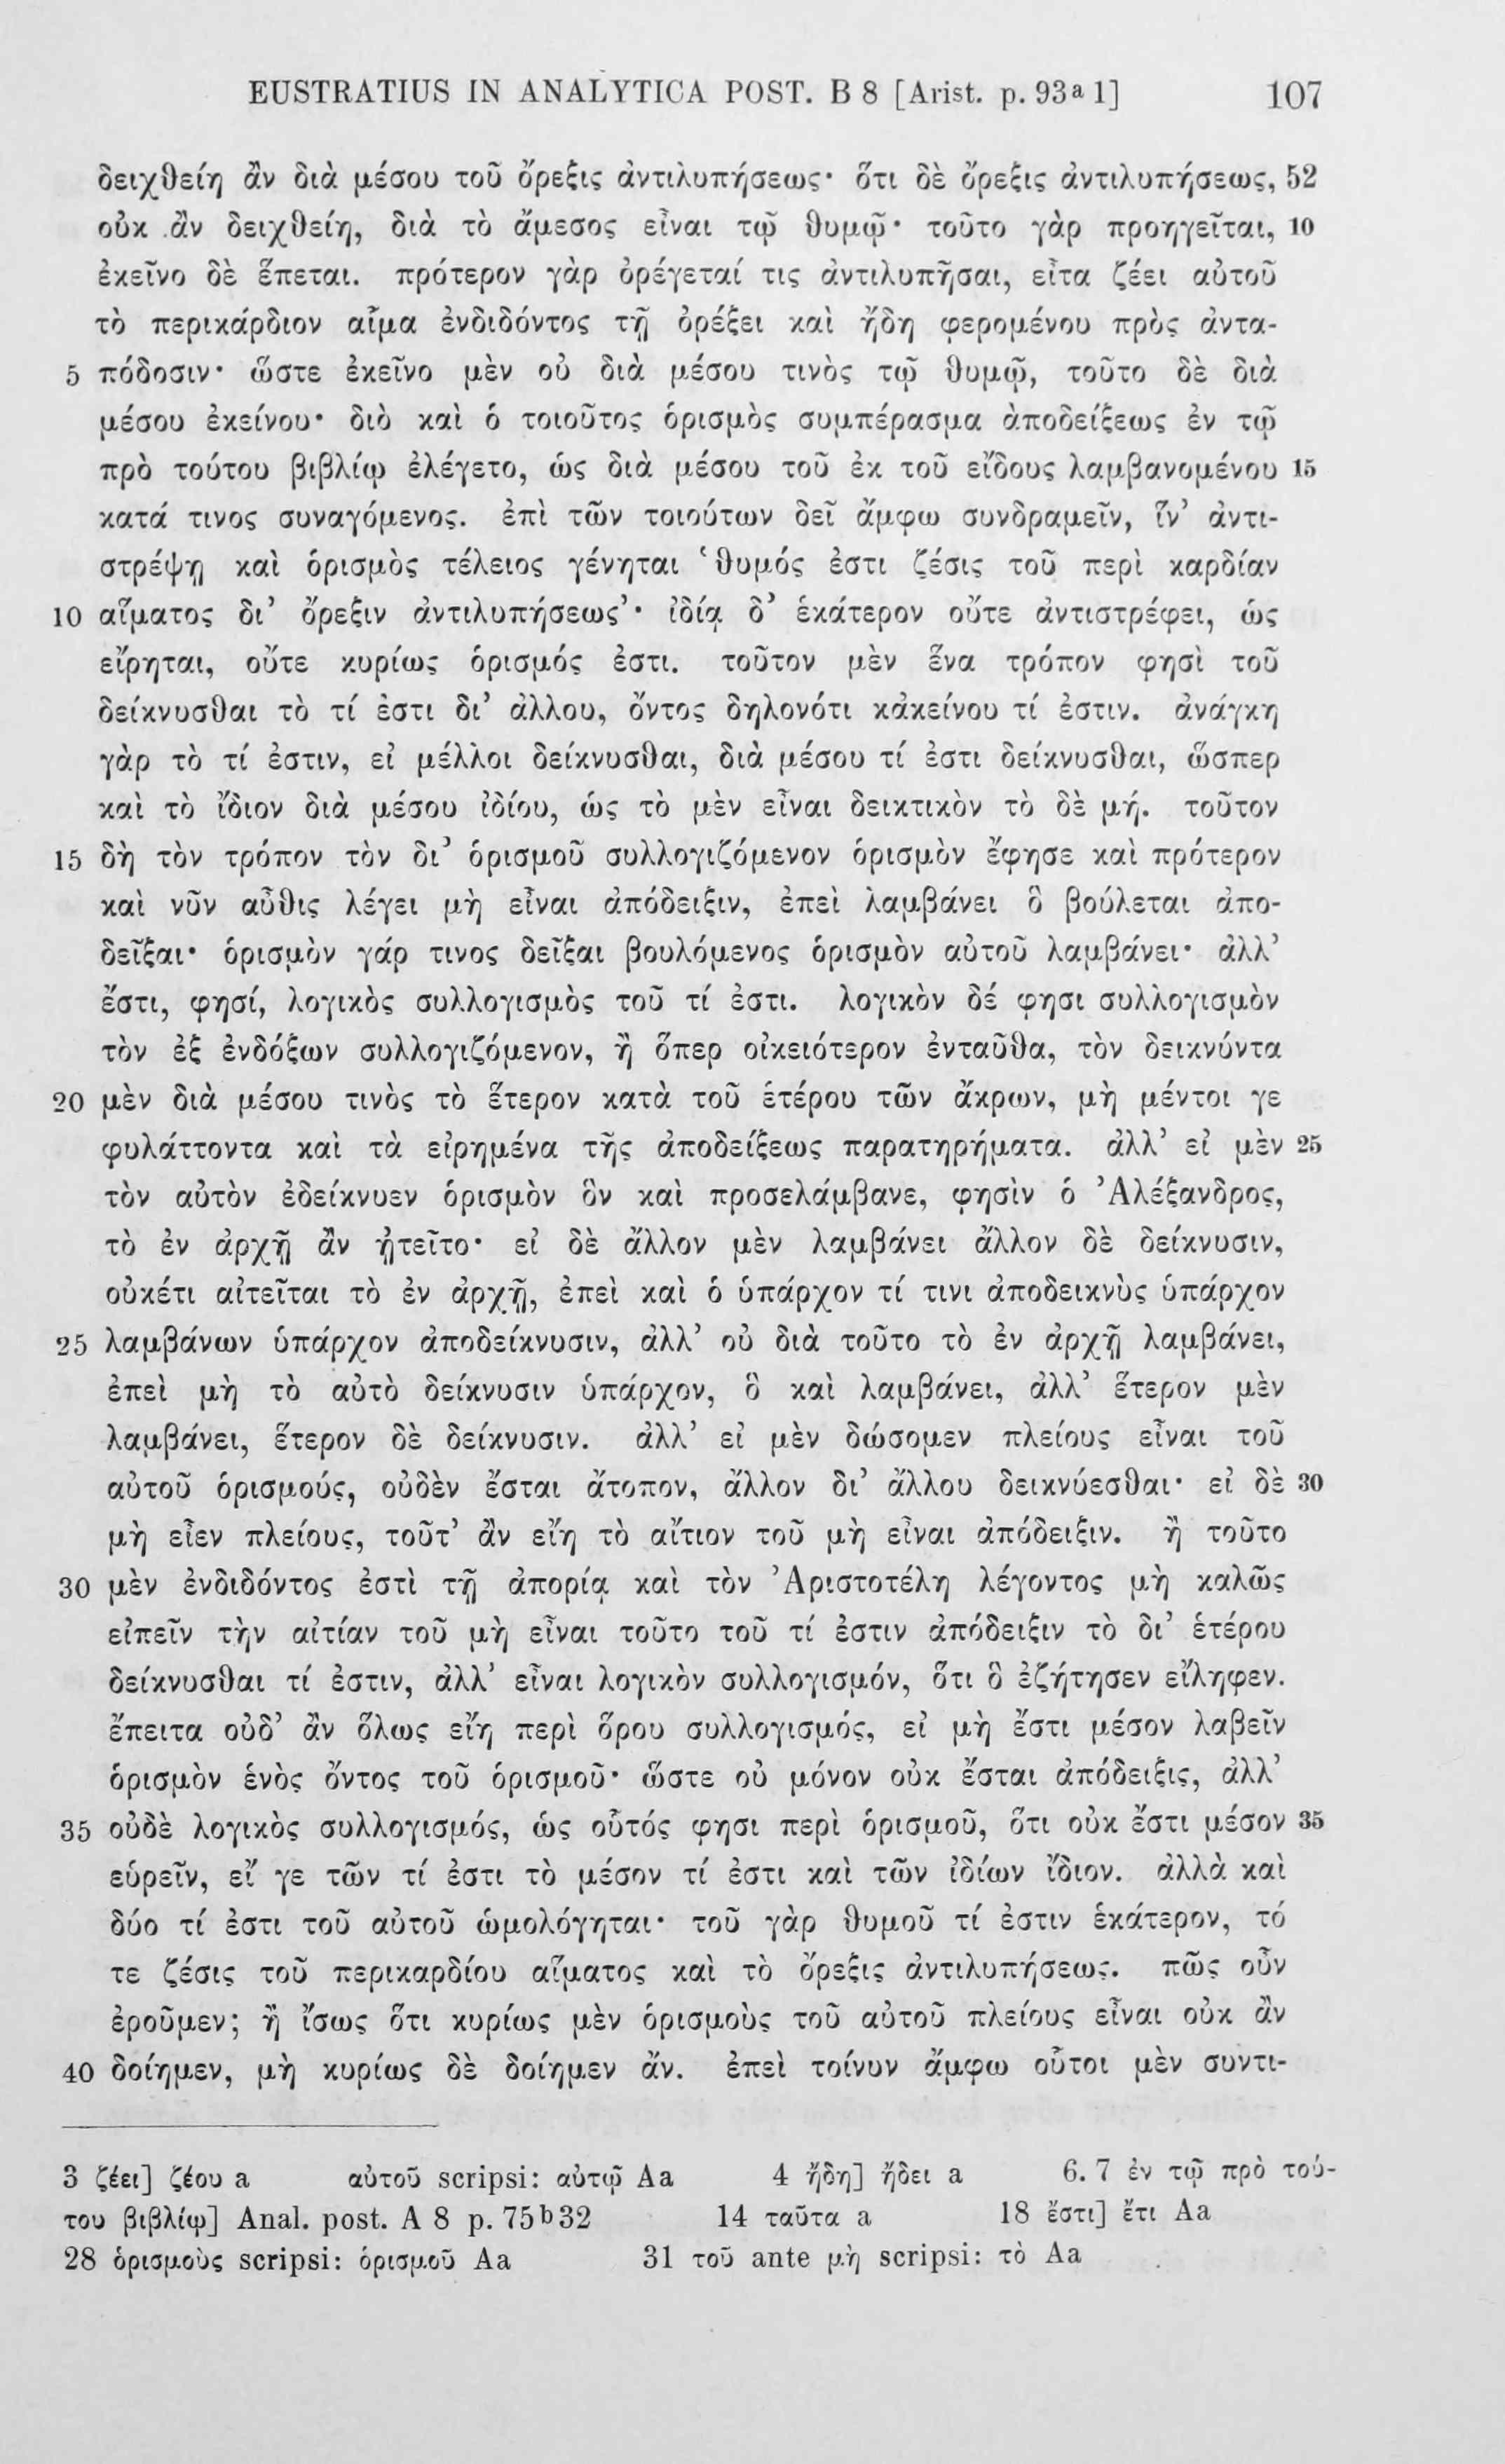 EUSTRATIUS IN ANALYTICA POST. B 8 [Arist. p. 93a 1] 107
δειχθείη ἂν διὰ μέσου τοῦ ὄρεξις ἀντιλυπήσεως· ὅτι δὲ ὄρεξις ἀντιλυπήσεως, 52
οὐκ ἂν δειχθείη, διὰ τὸ ἄμεσος εἶναι τῷ θυμῷ· τοῦτο γὰρ προηγεῖται, 10
ἐκεῖνο δὲ ἕπεται. πρότερον γὰρ ὀρέγεταί τις ἀντιλυπῆσαι, εἶτα ζέει αὐτοῦ
τὸ περικάρδιον αἷμα ἐνδιδόντος τῇ ὀρέξει καὶ ἤδη φερομένου πρὸς ἀντα-
5 πόδοσιν· ὥστε ἐκεῖνο μὲν οὐ διὰ μέσου τινὸς τῷ θυμῷ, τοῦτο δὲ διὰ
μέσου ἐκείνου· διὸ καὶ ὁ τοιοῦτος ὁρισμὸς συμπέρασμα ἀποδείξεως ἐν τῷ
πρὸ τούτου βιβλίῳ ἐλέγετο, ὡς διὰ μέσου τοῦ ἐκ τοῦ εἴδους λαμβανομένου 15
κατά τινος συναγόμενος. ἐπὶ τῶν τοιούτων δεῖ ἄμφω συνδραμεῖν, ἵν’ ἀντι-
στρέψῃ καὶ ὁρισμὸς τέλειος γένηται ‘θυμός ἐστι ζέσις τοῦ περὶ καρδίαν
10 αἵματος δι’ ὄρεξιν ἀντιλυπήσεως’· ἰδίᾳ δ’ ἑκάτερον οὔτε ἀντιστρέφει, ὡς
εἴρηται, οὔτε κυρίως ὁρισμός ἐστι. τοῦτον μὲν ἕνα τρόπον φησὶ τοῦ
δείκνυσθαι τὸ τί ἐστι δι’ ἀλλου, ὄντος δηλονότι κἀκείνου τί ἐστιν. ἀνάγκη
γὰρ τὸ τί ἐστιν, εἰ μέλλοι δείκνυσθαι, διὰ μέσου τί ἐστι δείκνυσθαι, ὥσπερ
καὶ τὸ ἴδιον διὰ μέσου ἰδίου, ὡς τὸ μὲν εἶναι δεικτικὸν τὸ δὲ μή. τοῦτον
15 δὴ τὸν τρόπον τὸν δι’ ὁρισμοῦ συλλογιζόμενον ὁρισμὸν ἔφησε καὶ πρότερον
καὶ νῦν αὖθις λέγει μὴ εἶναι ἀπόδειξιν, ἐπεὶ λαμβάνει ὃ βούλεται ἀπο-
δεῖξαι· ὁρισμὸν γάρ τινος δεῖξαι βουλόμενος ὁρισμὸν αὐτοῦ λαμβάνει· ἀλλ’
ἔστι, φησί, λογικὸς συλλογισμὸς τοῦ τί ἐστι. λογικὸν δέ φησι συλλογισμὸν
τὸν ἐξ ἐνδόξων συλλογιζόμενον, ἢ ὅπερ οἰκειότερον ἐνταῦθα, τὸν δεικνύντα
20 μὲν διὰ μέσου τινὸς τὸ ἕτερον κατὰ τοῦ ἑτέρου τῶν ἄκρων, μὴ μέντοι γε
φυλάττοντα καὶ τὰ εἰρημένα τῆς ἀποδείξεως παρατηρήματα. ἀλλ’ εἰ μὲν 25
τὸν αὐτὸν ἐδείκνυεν ὁρισμὸν ὃν καὶ προσελάμβανε, φησὶν ὁ Ἀλέξανδρος,
τὸ ἐν ἀρχῇ ἂν ᾐτεῖτο· εἰ δὲ ἄλλον μὲν λαμβάνει ἄλλον δὲ δείκνυσιν,
οὐκέτι αἰτεῖται τὸ ἐν ἀρχῇ, ἐπεὶ καὶ ὁ ὑπάρχον τί τινι ἀποδεικνὺς ὑπάρχον
25 λαμβάνων ὑπάρχον ἀποδείκνυσιν, ἀλλ’ οὐ διὰ τοῦτο τὸ ἐν ἀρχῇ λαμβάνει,
ἐπεὶ μὴ τὸ αὐτὸ δείκνυσιν ὑπάρχον, ὃ καὶ λαμβάνει, ἀλλ’ ἕτερον μὲν
λαμβάνει, ἕτερον δὲ δείκνυσιν. ἀλλ’ εἰ μὲν δώσομεν πλείους εἶναι τοῦ
αὐτοῦ ὁρισμούς, οὐδὲν ἔσται ἄτοπον, ἄλλον δι’ ἄλλου δεικνύεσθαι· εἰ δὲ 30
μὴ εἶεν πλείους, τοῦτ’ ἂν εἴη τὸ αἴτιον τοῦ μὴ εἶναι ἀπόδειξιν. ἢ τοῦτο
30 μὲν ἐνδιδόντος ἐστὶ τῇ ἀπορίᾳ καὶ τὸν Ἀριστοτέλη λέγοντος μὴ καλῶς
εἰπεῖν τὴν αἰτίαν τοῦ μὴ εἶναι τοῦτο τοῦ τί ἐστιν ἀπόδειξιν τὸ δι’ ἑτέρου
δείκνυσθαι τί ἐστιν, ἀλλ’ εἶναι λογικὸν συλλογισμόν, ὅτι ὃ ἐζήτησεν εἴληφεν.
ἔπειτα οὐδ’ ἂν ὅλως εἴη περὶ ὅρου συλλογισμός, εἰ μὴ ἔστι μέσον λαβεῖν
ὁρισμὸν ἑνὸς ὄντος τοῦ ὁρισμοῦ· ὥστε οὐ μόνον οὐκ ἔσται ἀπόδειξις, ἀλλ’
35 οὐδὲ λογικὸς συλλογισμός, ὡς οὗτός φησι περὶ ὁρισμοῦ, ὅτι οὐκ ἔστι μέσον 35
εὑρεῖν, εἴ γε τῶν τί ἐστι τὸ μέσον τί ἐστι καὶ τῶν ἰδίων ἴδιον. ἀλλὰ καὶ
δύο τί ἐστι τοῦ αὐτοῦ ὡμολόγηται· τοῦ γὰρ θυμοῦ τί ἐστιν ἑκάτερον, τό
τε ζέσις τοῦ περικαρδίου αἵματος καὶ τὸ ὄρεξις ἀντιλυπήσεως. πῶς οὖν
ἐροῦμεν; ἢ ἴσως ὅτι κυρίως μὲν ὁρισμοὺς τοῦ αὐτοῦ πλείους εἶναι οὐκ ἂν
40 δοίημεν, μὴ κυρίως δὲ δοίημεν ἄν. ἐπεὶ τοίνυν ἄμφω οὗτοι μὲν συντι-
3 ζέει] ζέου a αὐτοῦ scripsi: αὐτῷ Aa 4 ἤδη] ἤδει a 6. 7 ἐν τῷ πρὸ τού-
του βιβλίῳ] Anal. post. A 8 p. 75b32 14 ταῦτα a 18 ἔστι] ἔτι Aa
28 ὁρισμοὺς scripsi: ὁρισμοῦ Aa 31 τοῦ ante μὴ scripsi: τὸ Aa